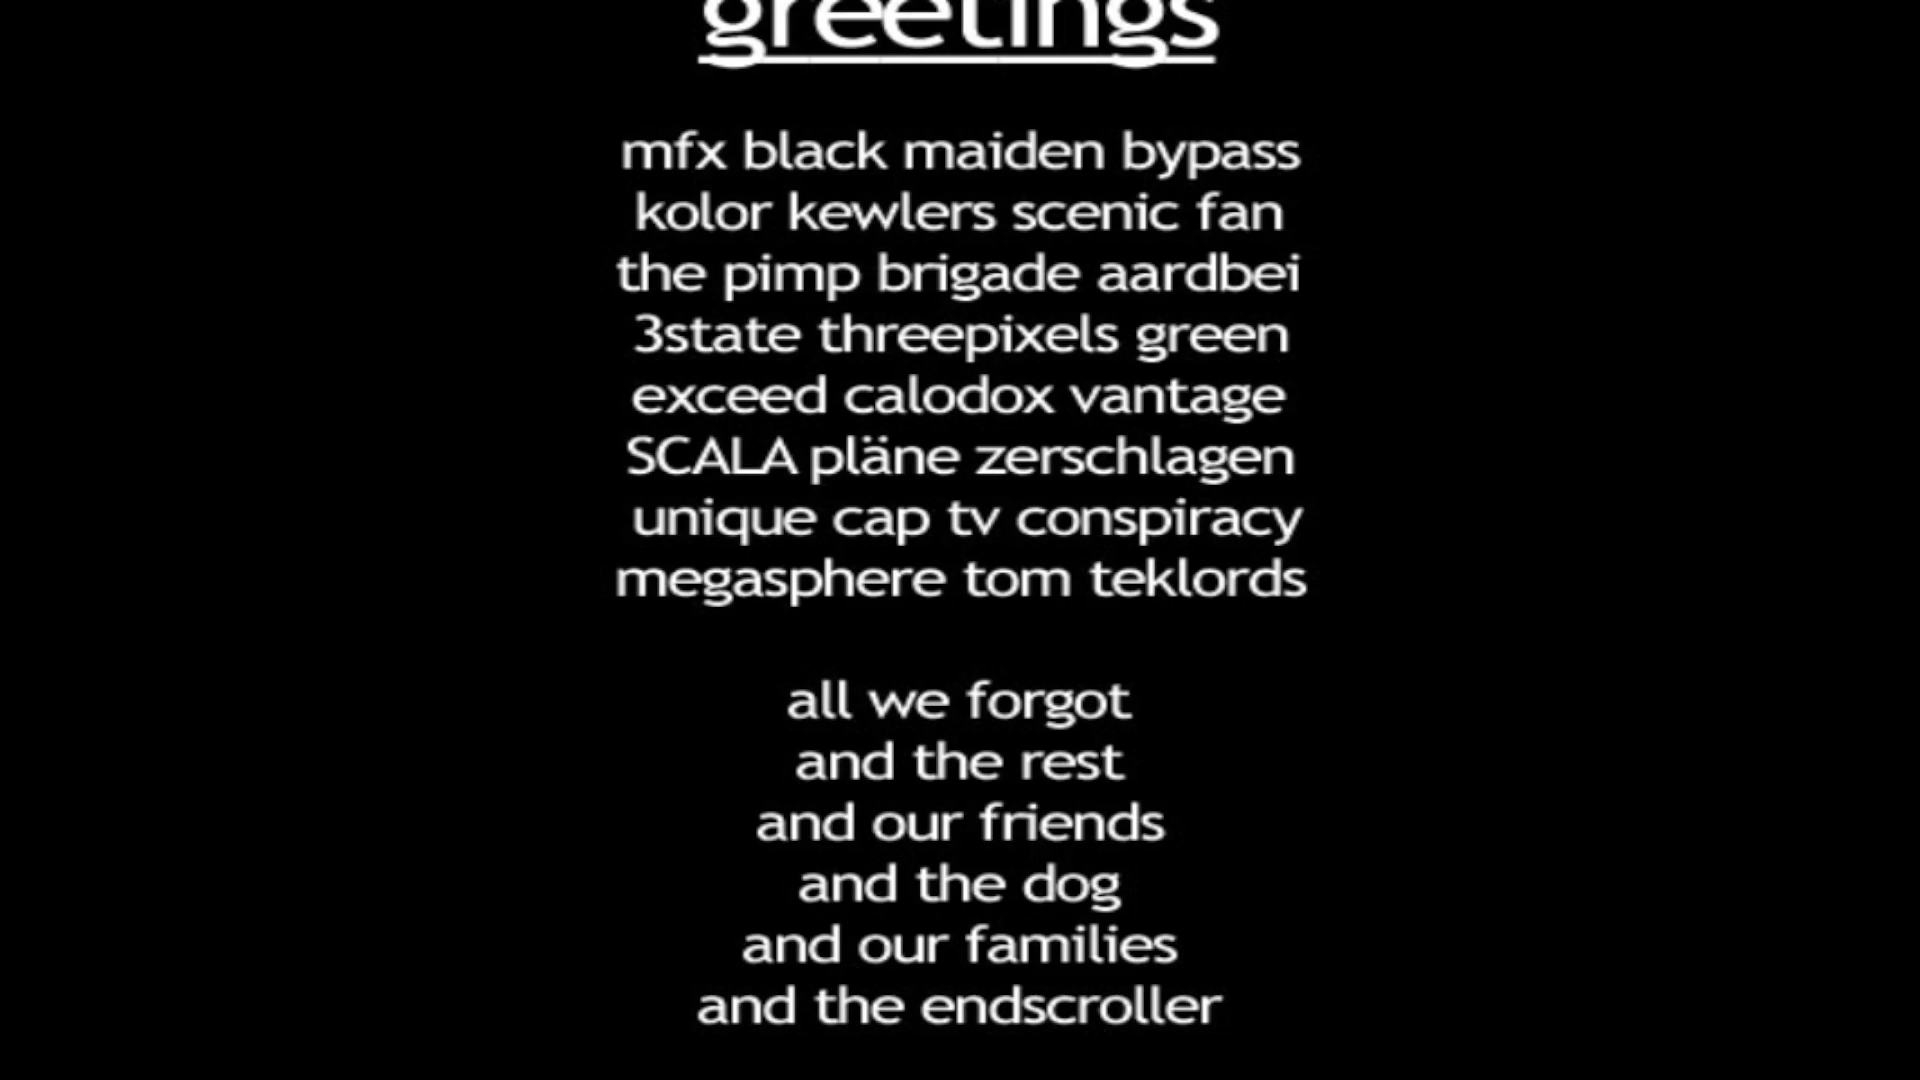 greetings
mfx black maiden bypass
kolor kewlers scenic fan
the pimp brigade aardbei
3state threepixels green
exceed calodox vantage
SCALA pläne zerschlagen
unique cap tv conspiracy
megasphere tom teklords
all we forgot
and the rest
and our friends
and the dog
and our families
and the endscroller